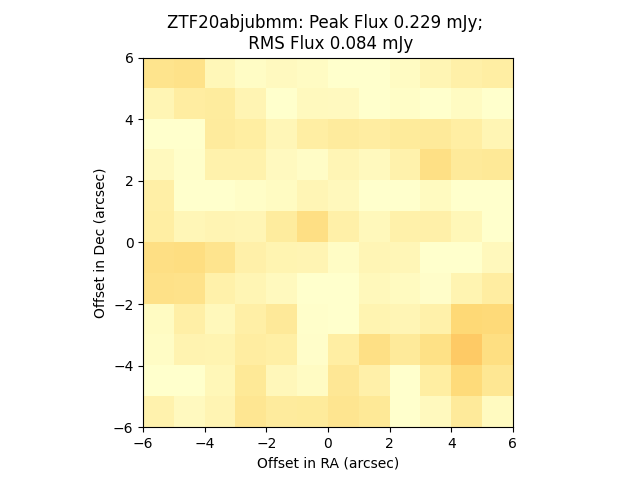 ZTF20abjubmm: Peak Flux 0.229 mJy;
RMS Flux 0.084 mJy
6
4
2
0
−2
−4
−6
Offset in Dec (arcsec)
−6 −4 −2 0 2 4 6
Offset in RA (arcsec)